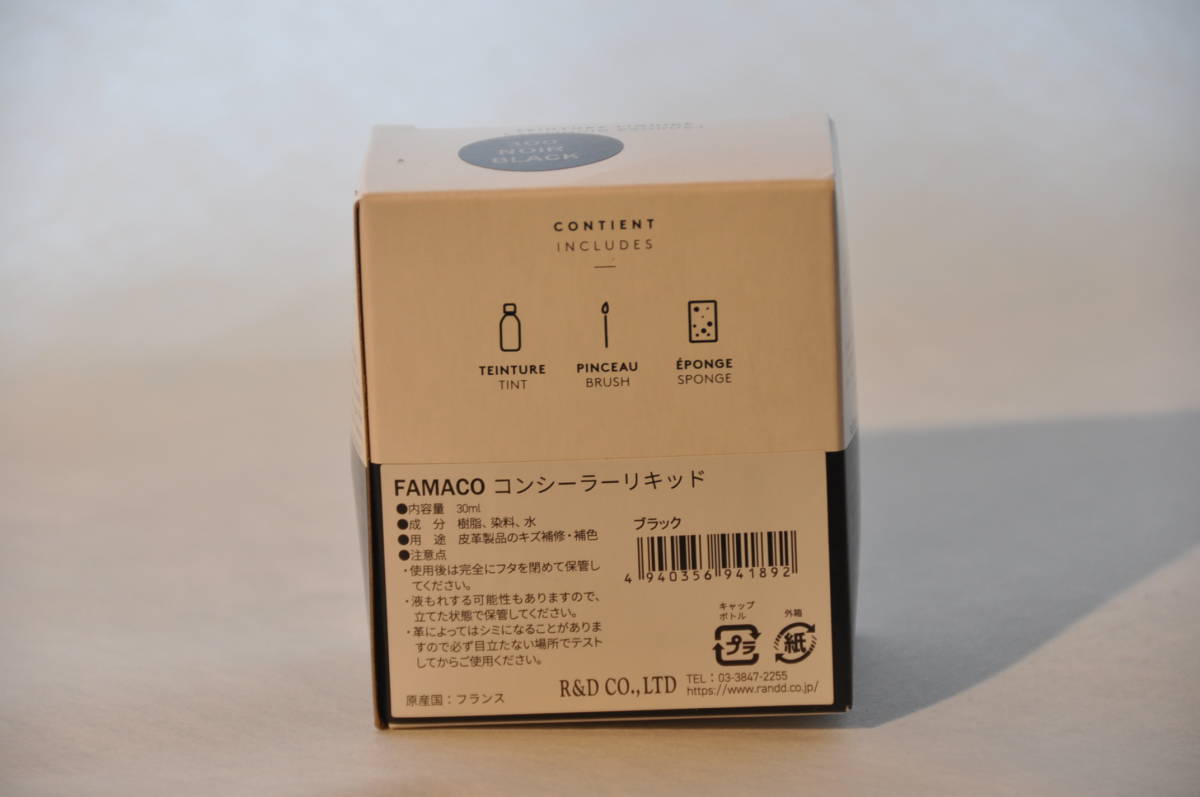 300
NOIR
BLACK
CONTIENT
INCLUDES
TEINTURE
TINT
PINCEAU
BRUSH
ÉPONGE
SPONGE
FAMACO コンシーラーリキッド
●内容量 30ml
●成 分 樹脂、染料、水
●用 途 皮革製品のキズ補修・補色
●注意点
・使用後は完全にフタを閉めて保管し
てください。
・液もれする可能性もありますので、
立てた状態で保管してください。
・革によってはシミになることがありま
すので必ず目立たない場所でテスト
してからご使用ください。
原産国：フランス
ブラック
4 940356 941892
キャップ
ボトル
プラ
外箱
紙
R&D CO.,LTD
TEL：03-3847-2255
https://www.randd.co.jp/